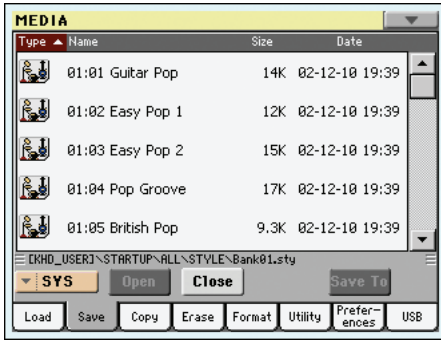 MEDIA
Type Name Size Date
01:01 Guitar Pop 14K 02-12-10 19:39
01:02 Easy Pop 1 12K 02-12-10 19:39
01:03 Easy Pop 2 15K 02-12-10 19:39
01:04 Pop Groove 17K 02-12-10 19:39
01:05 British Pop 9.3K 02-12-10 19:39
[KHD_USER]\STARTUP\ALL\STYLE\Bank01.sty
SYS Open Close Save To
Load Save Copy Erase Format Utility Prefer-ences USB